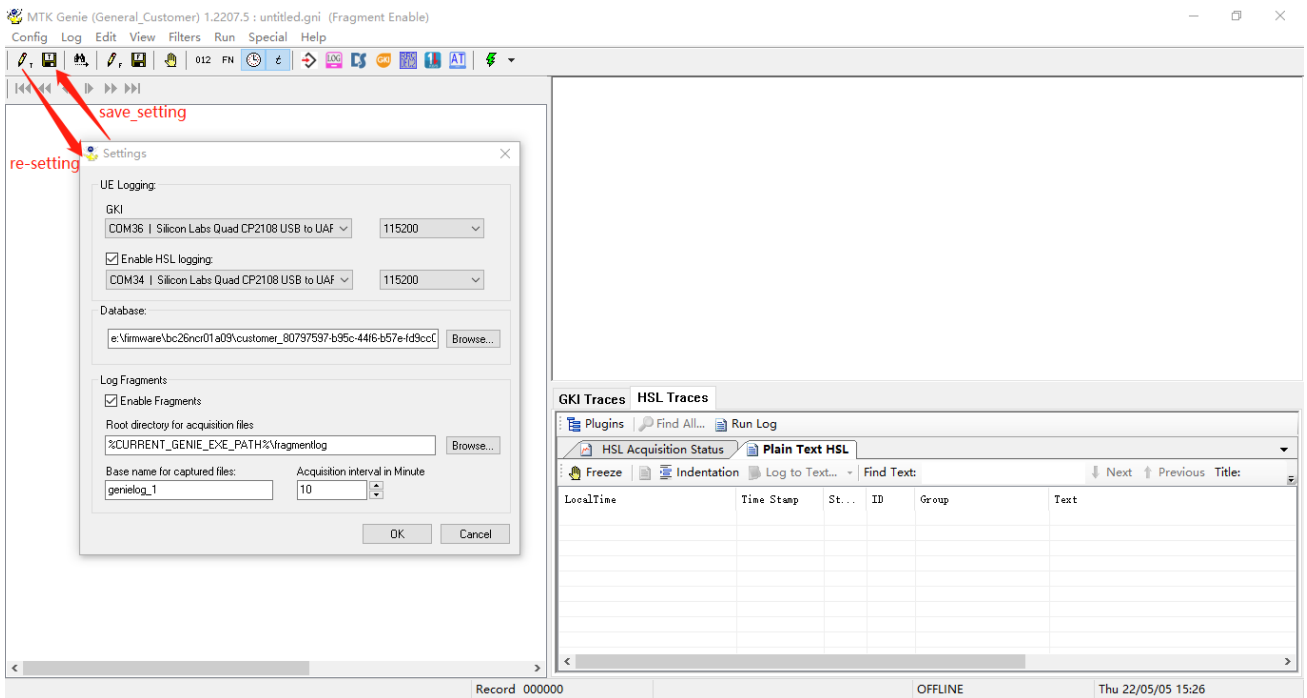 MTK Genie (General_Customer) 1.2207.5 : untitled.gni (Fragment Enable)
Config Log Edit View Filters Run Special Help
012 FN t LOG GKI AT
save_setting
re-setting
Settings
UE Logging:
GKI
COM36 | Silicon Labs Quad CP2108 USB to UAF 115200
Enable HSL logging:
COM34 | Silicon Labs Quad CP2108 USB to UAF 115200
Database:
e:\firmware\bc26ncr01a09\customer_80797597-b95c-44f6-b57e-fd9cc0 Browse...
Log Fragments
Enable Fragments
Root directory for acquisition files
%CURRENT_GENIE_EXE_PATH%\fragmentlog Browse...
Base name for captured files: Acquisition interval in Minute
genielog_1 10
OK Cancel
GKI Traces HSL Traces
Plugins Find All... Run Log
HSL Acquisition Status Plain Text HSL
Freeze Indentation Log to Text... Find Text: Next Previous Title:
LocalTime Time Stamp St... ID Group Text
Record 000000 OFFLINE Thu 22/05/05 15:26